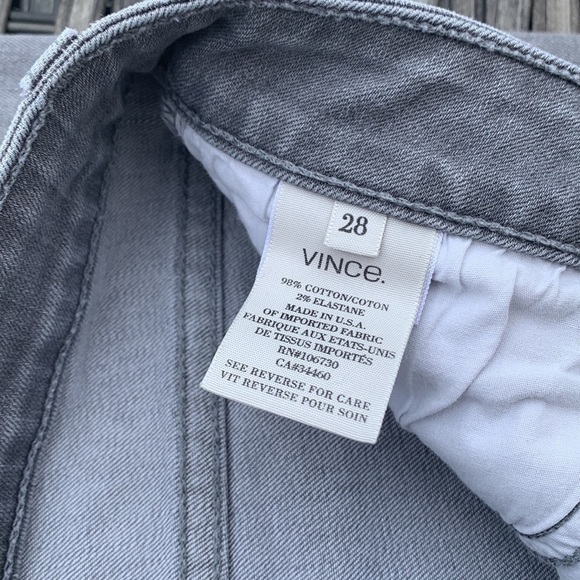 28
VINCE.
98% COTTON/COTON
2% ELASTANE
MADE IN U.S.A.
OF IMPORTED FABRIC
FABRIQUE AUX ETATS-UNIS
DE TISSUS IMPORTÉS
RN#106730
CA#34460
SEE REVERSE FOR CARE
VIT REVERSE POUR SOIN